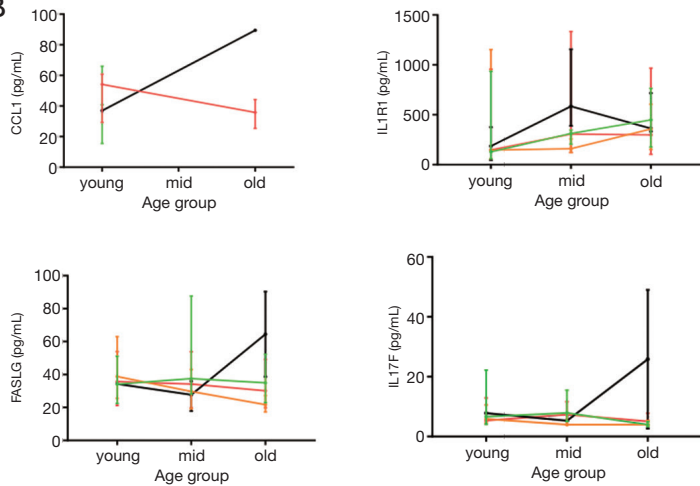 B
CCL1 (pg/mL)
100
80
60
40
20
0
young mid old
Age group
IL1R1 (pg/mL)
1500
1000
500
0
young mid old
Age group
FASLG (pg/mL)
100
80
60
40
20
0
young mid old
Age group
IL17F (pg/mL)
60
40
20
0
young mid old
Age group